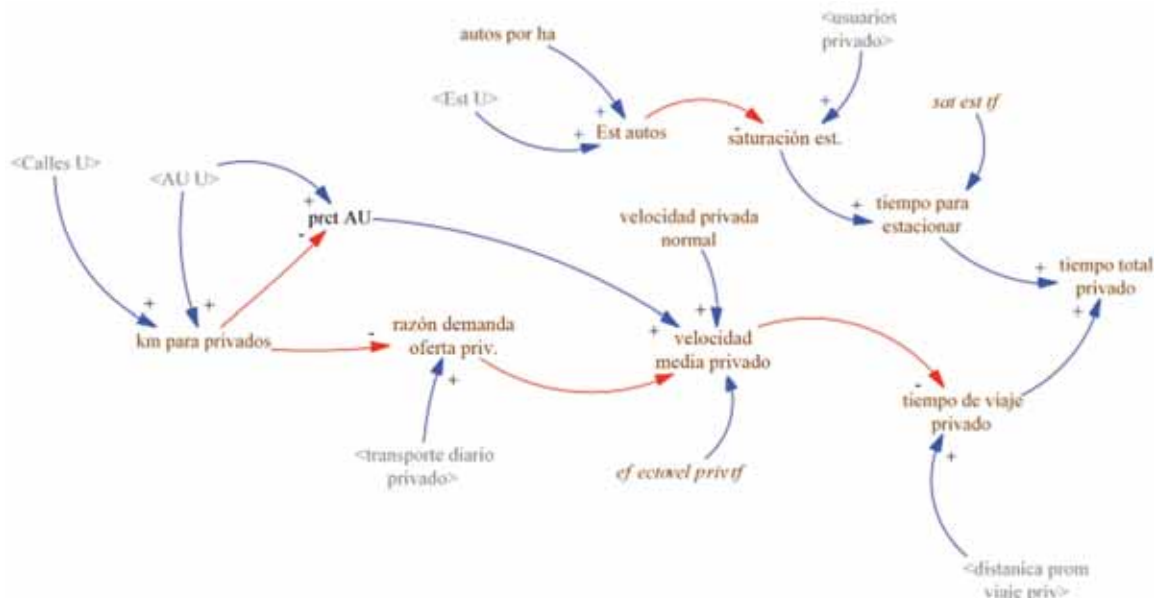 <usuarios
privado>
autos por ha
<Est U>
sat est tf
Est autos
saturación est.
<Calles U>
<AU U>
prct AU
velocidad privada
normal
tiempo para
estacionar
tiempo total
privado
km para privados
razón demanda
oferta priv.
velocidad
media privado
tiempo de viaje
privado
<transporte diario
privado>
ef ectovel priv tf
<distanica prom
viaje priv>